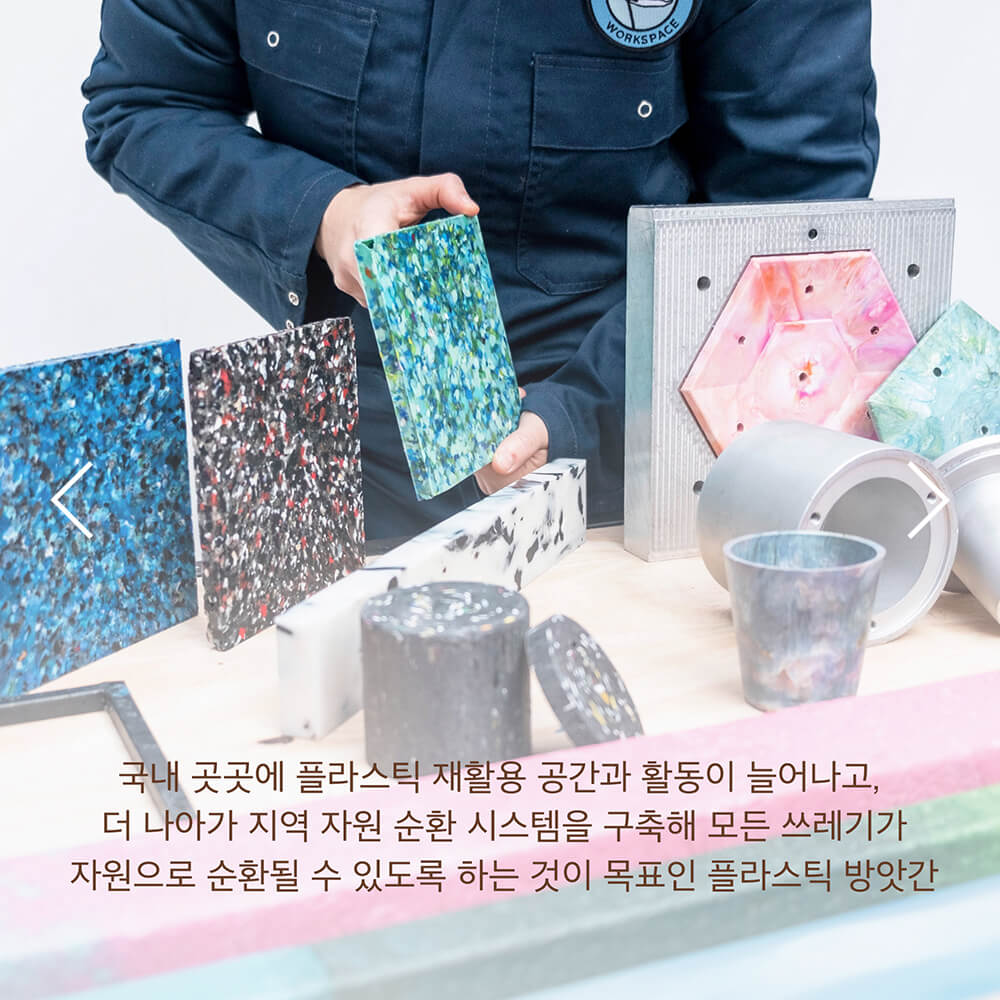 WORKSPACE
국내 곳곳에 플라스틱 재활용 공간과 활동이 늘어나고,
더 나아가 지역 자원 순환 시스템을 구축해 모든 쓰레기가
자원으로 순환될 수 있도록 하는 것이 목표인 플라스틱 방앗간